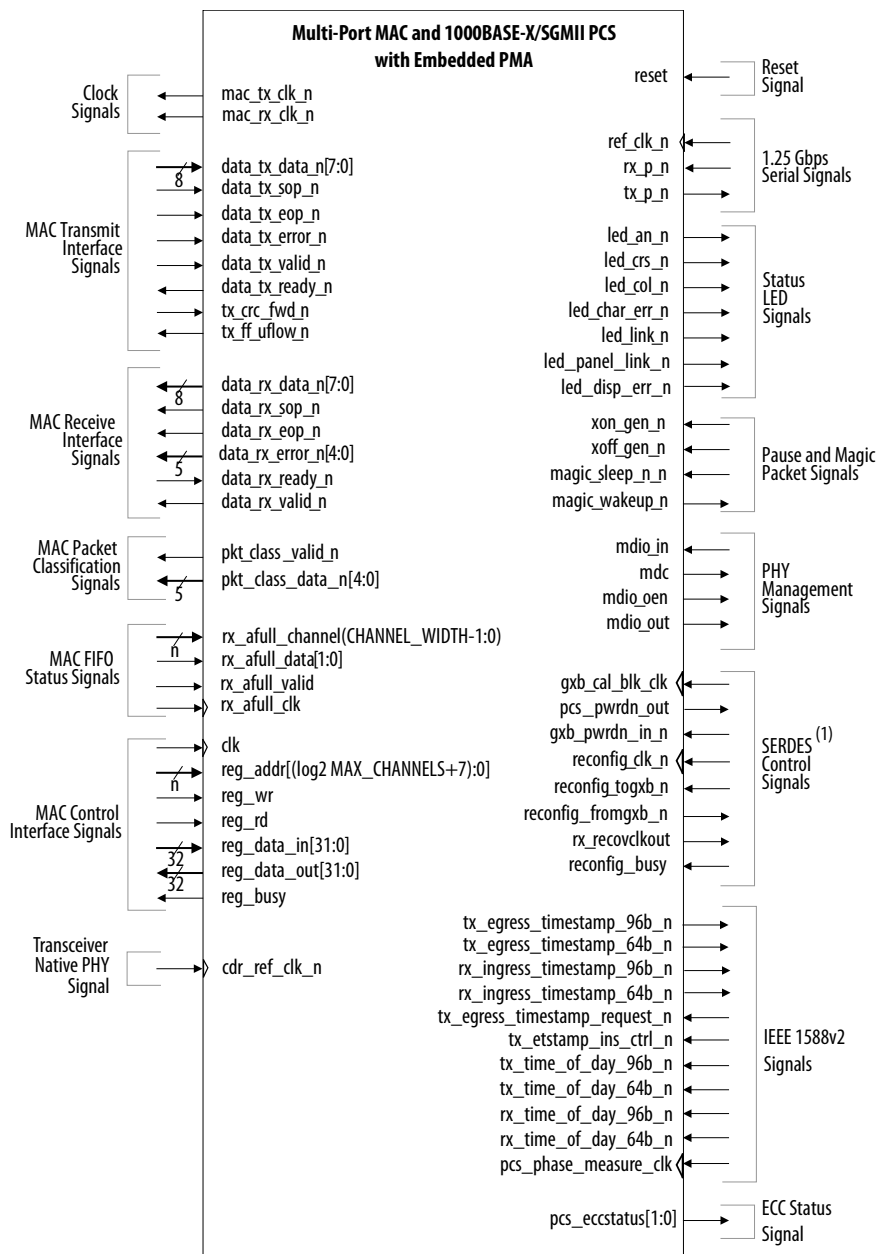 Multi-Port MAC and 1000BASE-X/SGMII PCS
with Embedded PMA
Clock
Signals
mac_tx_clk_n
mac_rx_clk_n
MAC Transmit
Interface
Signals
8
data_tx_data_n[7:0]
data_tx_sop_n
data_tx_eop_n
data_tx_error_n
data_tx_valid_n
data_tx_ready_n
tx_crc_fwd_n
tx_ff_uflow_n
MAC Receive
Interface
Signals
8
data_rx_data_n[7:0]
data_rx_sop_n
data_rx_eop_n
5
data_rx_error_n[4:0]
data_rx_ready_n
data_rx_valid_n
MAC Packet
Classification
Signals
pkt_class_valid_n
5
pkt_class_data_n[4:0]
MAC FIFO
Status Signals
n
rx_afull_channel(CHANNEL_WIDTH-1:0)
rx_afull_data[1:0]
rx_afull_valid
rx_afull_clk
MAC Control
Interface Signals
clk
n
reg_addr[(log2 MAX_CHANNELS+7):0]
reg_wr
reg_rd
32
reg_data_in[31:0]
32
reg_data_out[31:0]
reg_busy
Transceiver
Native PHY
Signal
cdr_ref_clk_n
reset
Reset
Signal
ref_clk_n
rx_p_n
tx_p_n
1.25 Gbps
Serial Signals
led_an_n
led_crs_n
led_col_n
led_char_err_n
led_link_n
led_panel_link_n
led_disp_err_n
Status
LED
Signals
xon_gen_n
xoff_gen_n
magic_sleep_n_n
magic_wakeup_n
Pause and Magic
Packet Signals
mdio_in
mdc
mdio_oen
mdio_out
PHY
Management
Signals
gxb_cal_blk_clk
pcs_pwrdn_out
gxb_pwrdn_in_n
reconfig_clk_n
reconfig_togxb_n
reconfig_fromgxb_n
rx_recovclkout
reconfig_busy
SERDES (1)
Control
Signals
tx_egress_timestamp_96b_n
tx_egress_timestamp_64b_n
rx_ingress_timestamp_96b_n
rx_ingress_timestamp_64b_n
tx_egress_timestamp_request_n
tx_etstamp_ins_ctrl_n
tx_time_of_day_96b_n
tx_time_of_day_64b_n
rx_time_of_day_96b_n
rx_time_of_day_64b_n
pcs_phase_measure_clk
IEEE 1588v2
Signals
pcs_eccstatus[1:0]
ECC Status
Signal